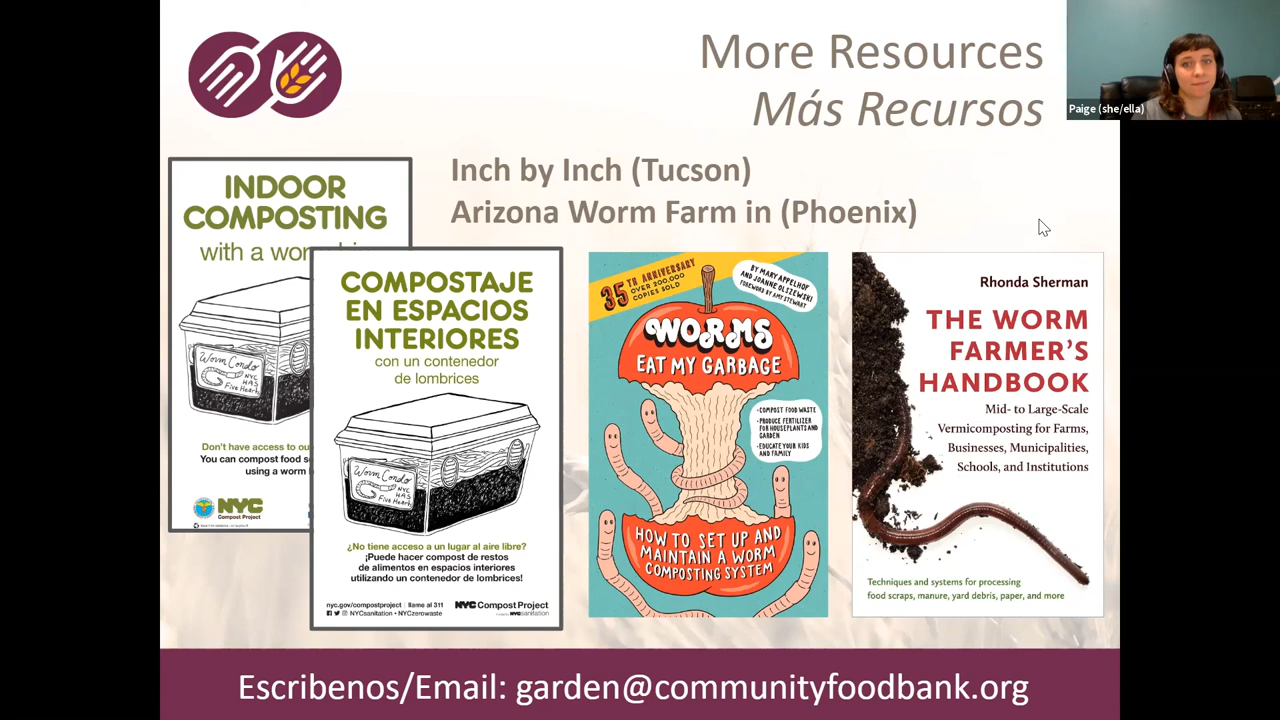 More Resources
Más Recursos
Paige (she/ella)
Inch by Inch (Tucson)
Arizona Worm Farm in (Phoenix)
INDOOR
COMPOSTING
with a wor
Worm Condo
NYC
HAS
Five Hearts
Don't have access to ou
You can compost food s
using a worm
NYC
Compost Project
COMPOSTAJE
EN ESPACIOS
INTERIORES
con un contenedor
de lombrices
Worm Condo
NYC
HAS
Five Hearts
¿No tiene acceso a un lugar al aire libre?
¡Puede hacer compost de restos
de alimentos en espacios interiores
utilizando un contenedor de lombrices!
nyc.gov/compostproject | llame al 311
NYCsanitation • NYCzerowaste
NYC Compost Project
NYC sanitation
35TH ANNIVERSARY
OVER 200,000
COPIES SOLD
BY MARY APPELHOF
AND JOANNE OLSZEWSKI
FOREWORD BY AMY STEWART
WORMS
EAT MY GARBAGE
•COMPOST FOOD WASTE
•PRODUCE FERTILIZER
FOR HOUSEPLANTS AND
GARDEN
•EDUCATE YOUR KIDS
AND FAMILY
HOW TO SET UP AND
MAINTAIN A WORM
COMPOSTING SYSTEM
Rhonda Sherman
THE WORM
FARMER'S
HANDBOOK
Mid- to Large-Scale
Vermicomposting for Farms,
Businesses, Municipalities,
Schools, and Institutions
Techniques and systems for processing
food scraps, manure, yard debris, paper, and more
Escribenos/Email: garden@communityfoodbank.org